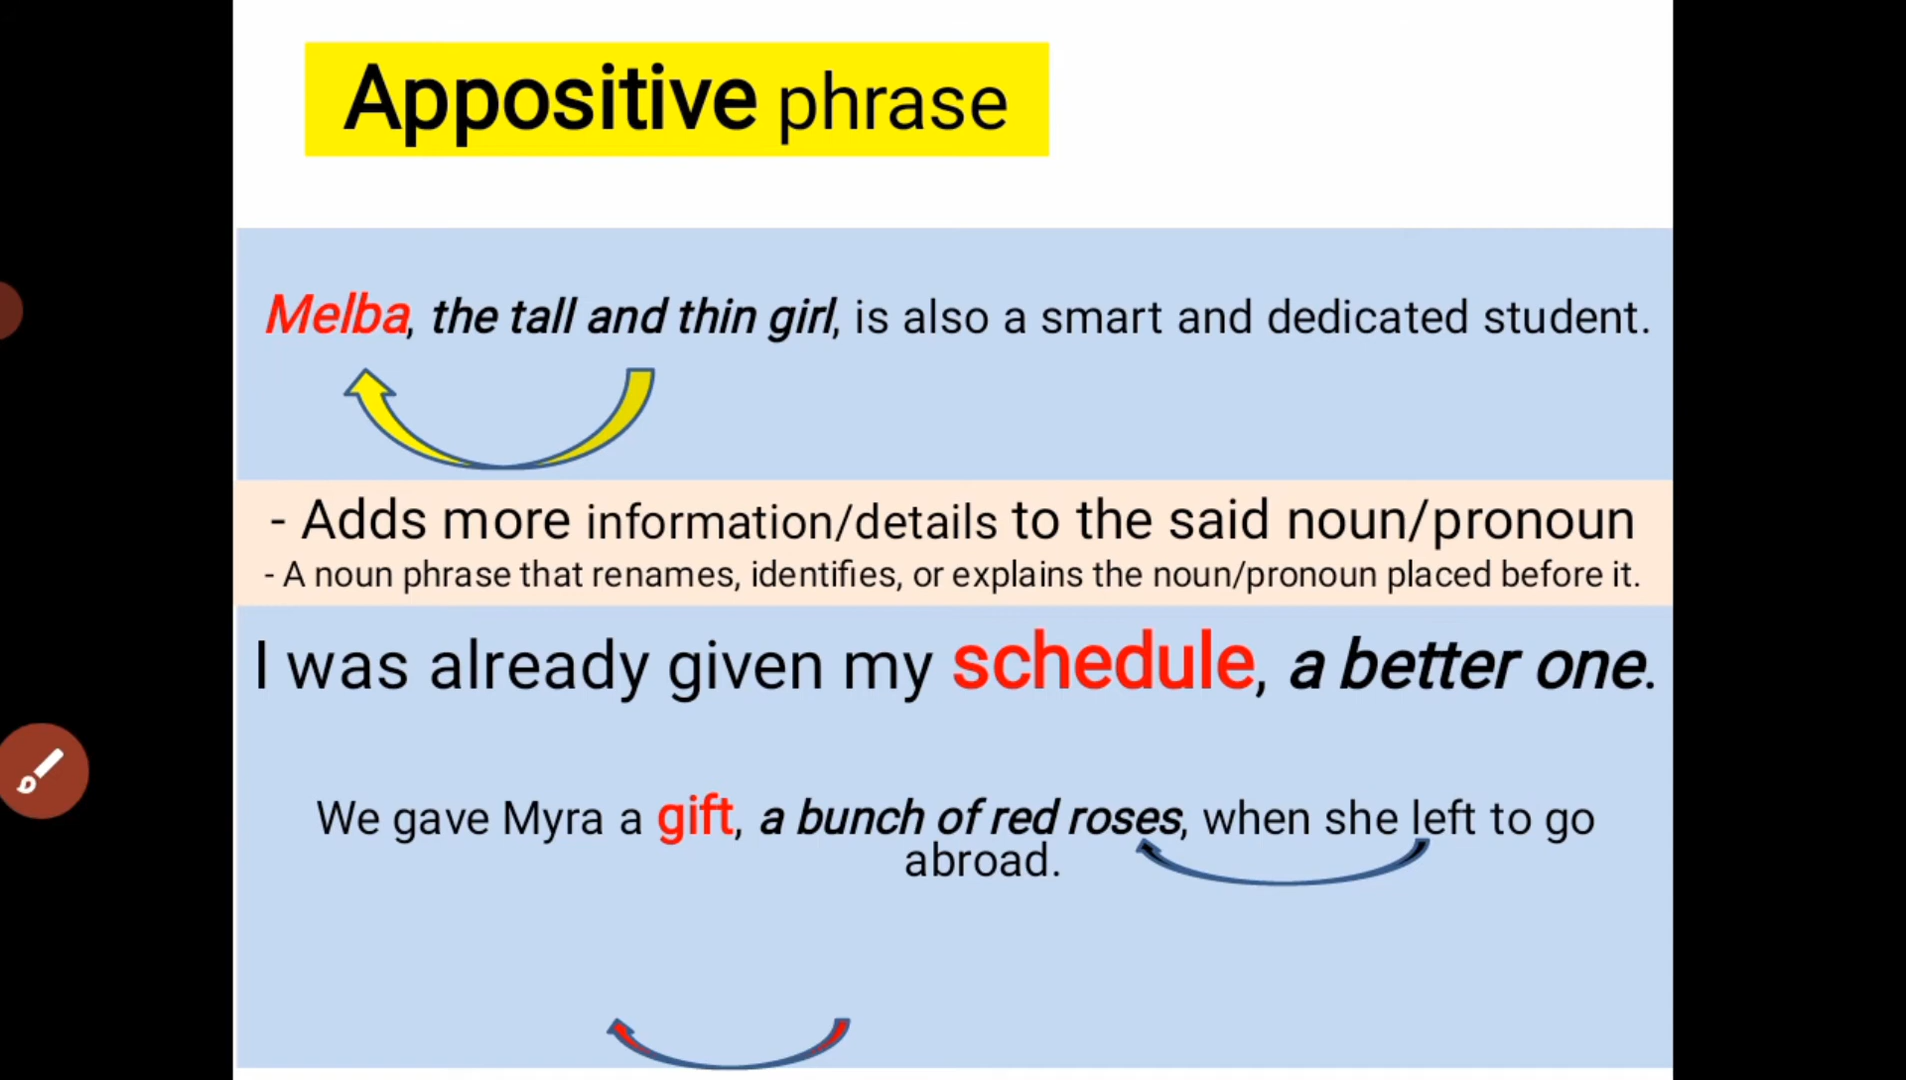 Appositive phrase
Melba, the tall and thin girl, is also a smart and dedicated student.
- Adds more information/details to the said noun/pronoun
- A noun phrase that renames, identifies, or explains the noun/pronoun placed before it.
I was already given my schedule, a better one.
We gave Myra a gift, a bunch of red roses, when she left to go
abroad.